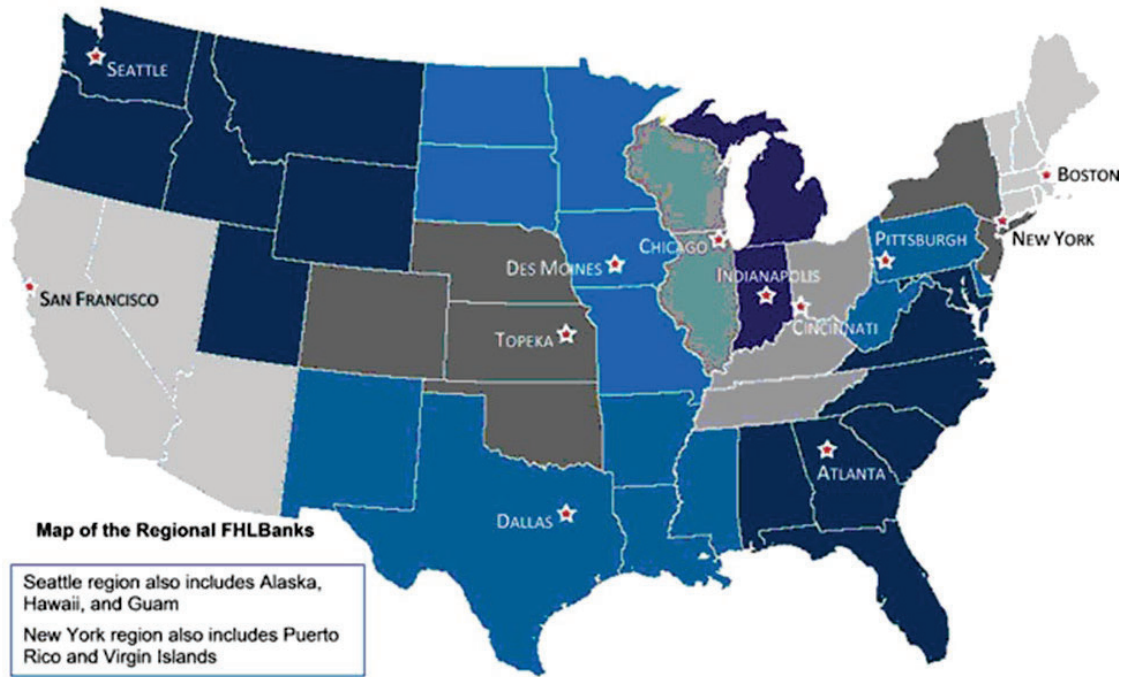 SEATTLE
BOSTON
NEW YORK
PITTSBURGH
CHICAGO
DES MOINES
INDIANAPOLIS
SAN FRANCISCO
CINCINNATI
TOPEKA
ATLANTA
DALLAS
Map of the Regional FHLBanks
Seattle region also includes Alaska,
Hawaii, and Guam
New York region also includes Puerto
Rico and Virgin Islands